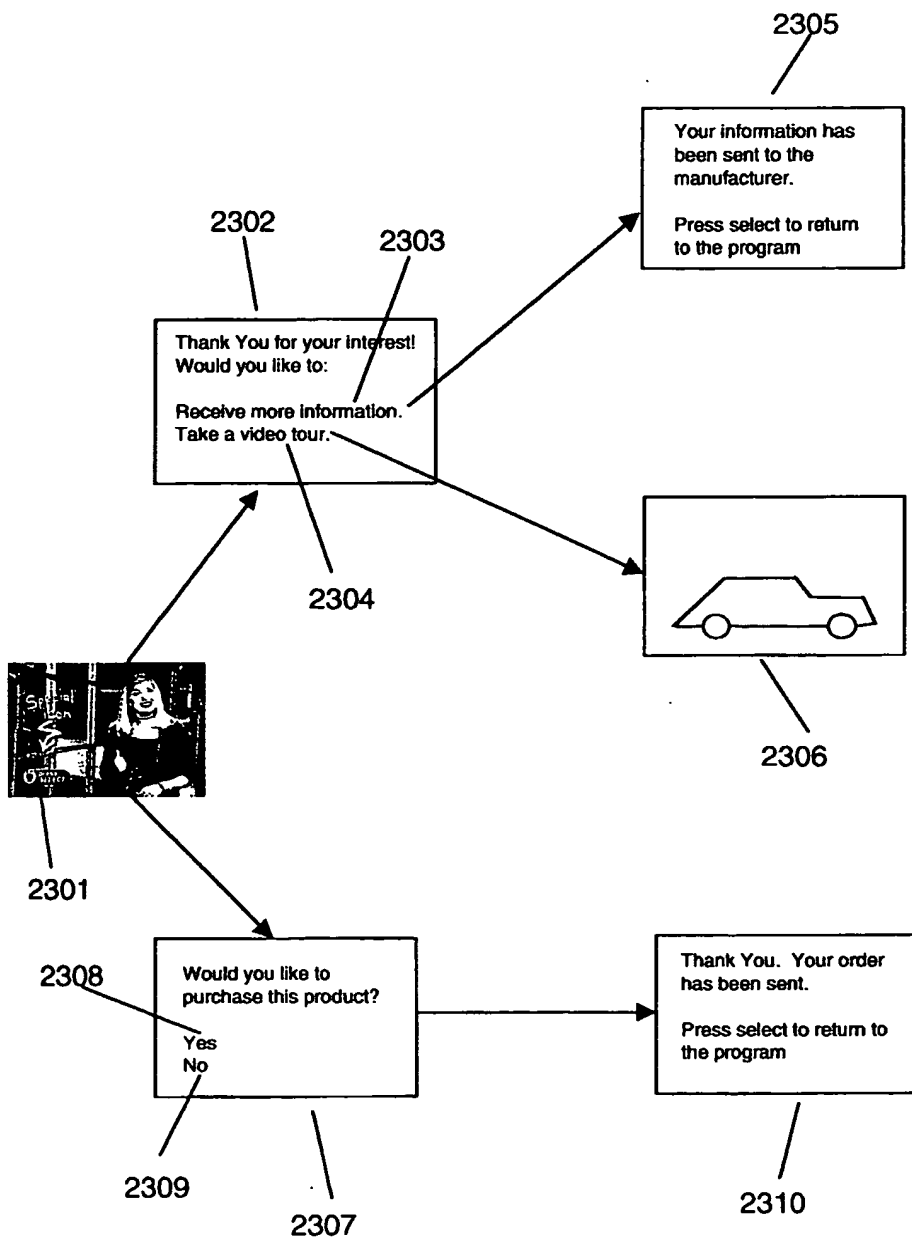 2305
Your information has
been sent to the
manufacturer.
Press select to return
to the program
2302
2303
Thank You for your interest!
Would you like to:
Receive more information.
Take a video tour.
2304
2306
SPECIAL
SELECT
2301
2308
Would you like to
purchase this product?
Yes
No
2309
2307
Thank You. Your order
has been sent.
Press select to return to
the program
2310